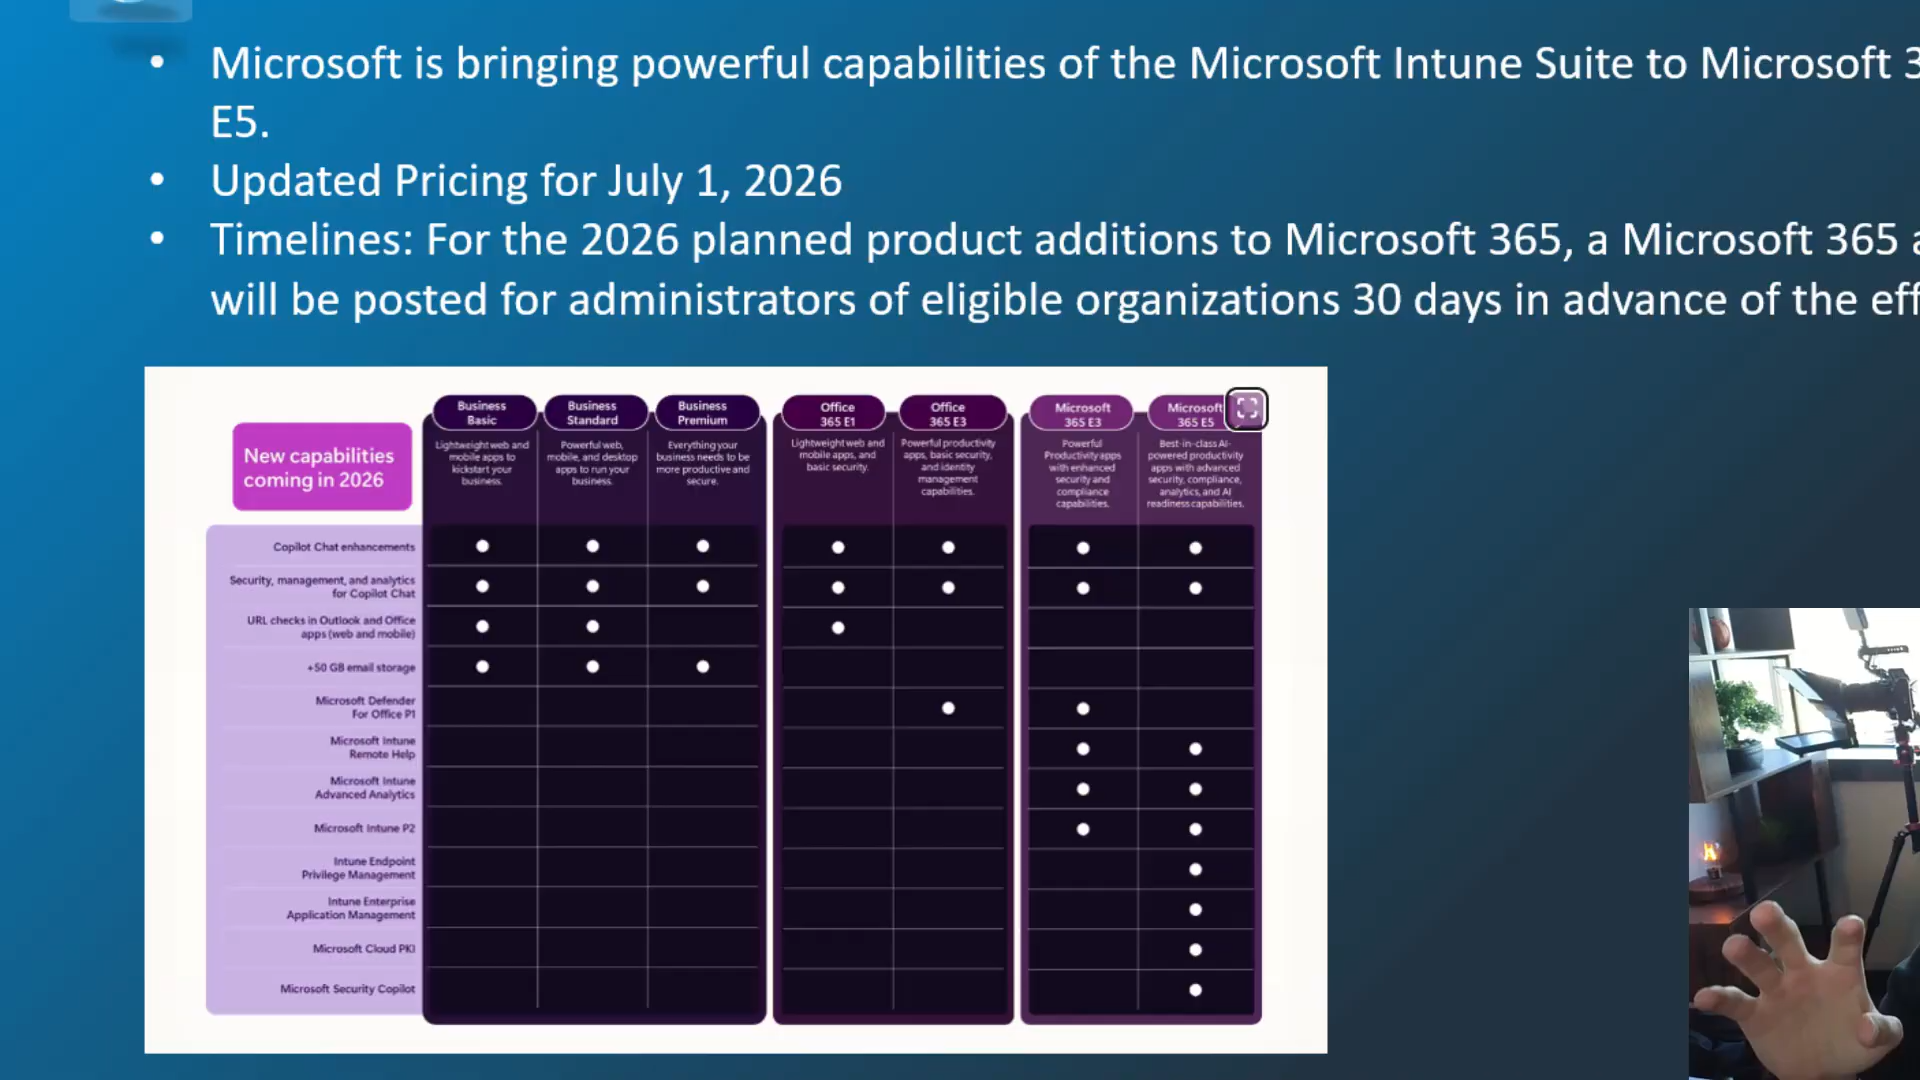 • Microsoft is bringing powerful capabilities of the Microsoft Intune Suite to Microsoft 3
E5.
• Updated Pricing for July 1, 2026
• Timelines: For the 2026 planned product additions to Microsoft 365, a Microsoft 365 a
will be posted for administrators of eligible organizations 30 days in advance of the eff
New capabilities
coming in 2026
Business
Basic
Lightweight web and
mobile apps to
kickstart your
business.
Business
Standard
Powerful web,
mobile, and desktop
apps to run your
business.
Business
Premium
Everything your
business needs to be
more productive and
secure.
Office
365 E1
Lightweight web and
mobile apps, and
basic security.
Office
365 E3
Powerful productivity
apps, basic security,
and identity
management
capabilities.
Microsoft
365 E3
Powerful
Productivity apps
with enhanced
security and
compliance
capabilities.
Microsoft
365 E5
Best-in-class AI-
powered productivity
apps with advanced
security, compliance,
analytics, and AI
readiness capabilities.
Copilot Chat enhancements
Security, management, and analytics
for Copilot Chat
URL checks in Outlook and Office
apps (web and mobile)
+50 GB email storage
Microsoft Defender
For Office P1
Microsoft Intune
Remote Help
Microsoft Intune
Advanced Analytics
Microsoft Intune P2
Intune Endpoint
Privilege Management
Intune Enterprise
Application Management
Microsoft Cloud PKI
Microsoft Security Copilot